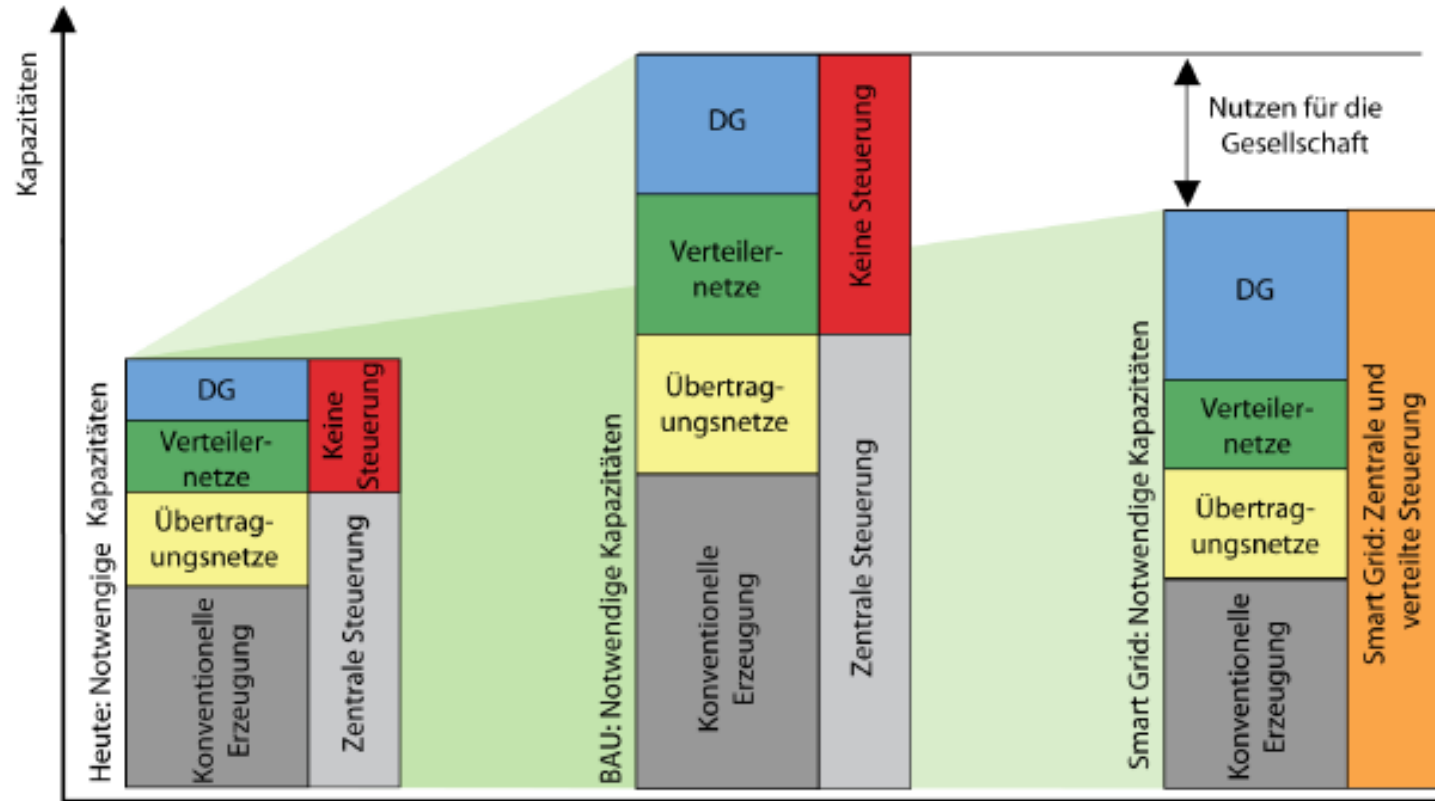 Kapazitäten
Heute: Notwengige Kapazitäten
DG
Verteiler-
netze
Übertrag-
ungsnetze
Konventionelle
Erzeugung
Keine
Steuerung
Zentrale Steuerung
BAU: Notwendige Kapazitäten
DG
Verteiler-
netze
Übertrag-
ungsnetze
Konventionelle
Erzeugung
Keine Steuerung
Zentrale Steuerung
Nutzen für die
Gesellschaft
Smart Grid: Notwendige Kapazitäten
DG
Verteiler-
netze
Übertrag-
ungsnetze
Konventionelle
Erzeugung
Smart Grid: Zentrale und
verteilte Steuerung